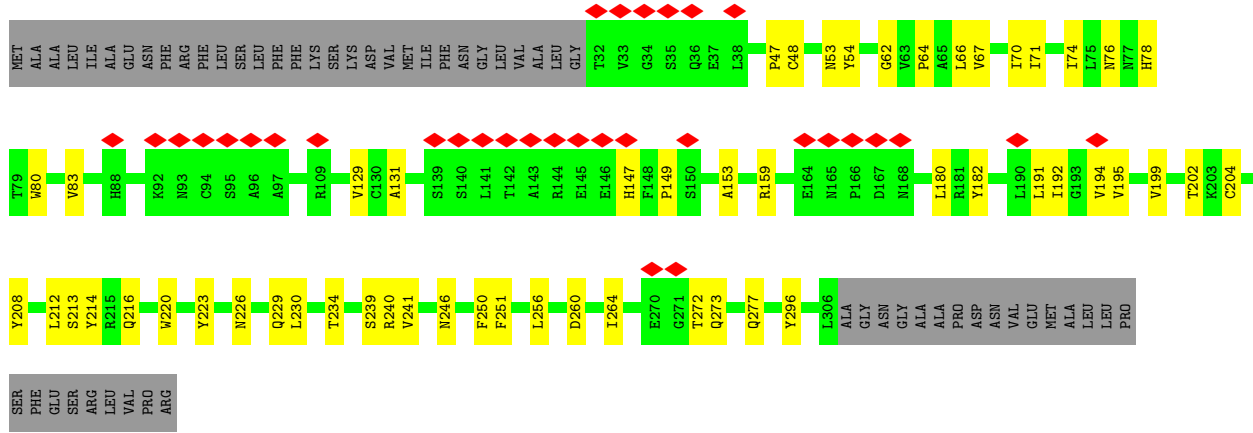 MET ALA ALA LEU ILE ALA GLU ASN PHE ARG PHE LEU SER LEU PHE PHE LYS SER LYS ASP VAL MET ILE PHE ASN GLY LEU VAL ALA LEU GLY T32 V33 G34 S35 Q36 E37 L38 P47 C48 N53 Y54 G62 V63 P64 A65 L66 V67 I70 I71 I74 L75 N76 N77 H78
T79 W80 V83 H88 K92 N93 C94 S95 A96 A97 R109 V129 C130 A131 S139 S140 L141 T142 A143 R144 E145 E146 H147 F148 P149 S150 A153 R159 E164 N165 P166 D167 N168 L180 R181 Y182 L190 L191 I192 G193 V194 V195 V199 T202 K203 C204
Y208 L212 S213 Y214 R215 Q216 W220 Y223 N226 Q229 L230 T234 S239 R240 V241 N246 F250 F251 L256 D260 I264 E270 G271 T272 Q273 Q277 Y296 L306 ALA GLY ASN GLY ALA ALA PRO ASP ASN VAL GLU MET ALA LEU LEU PRO
SER PHE GLU SER ARG LEU VAL PRO ARG